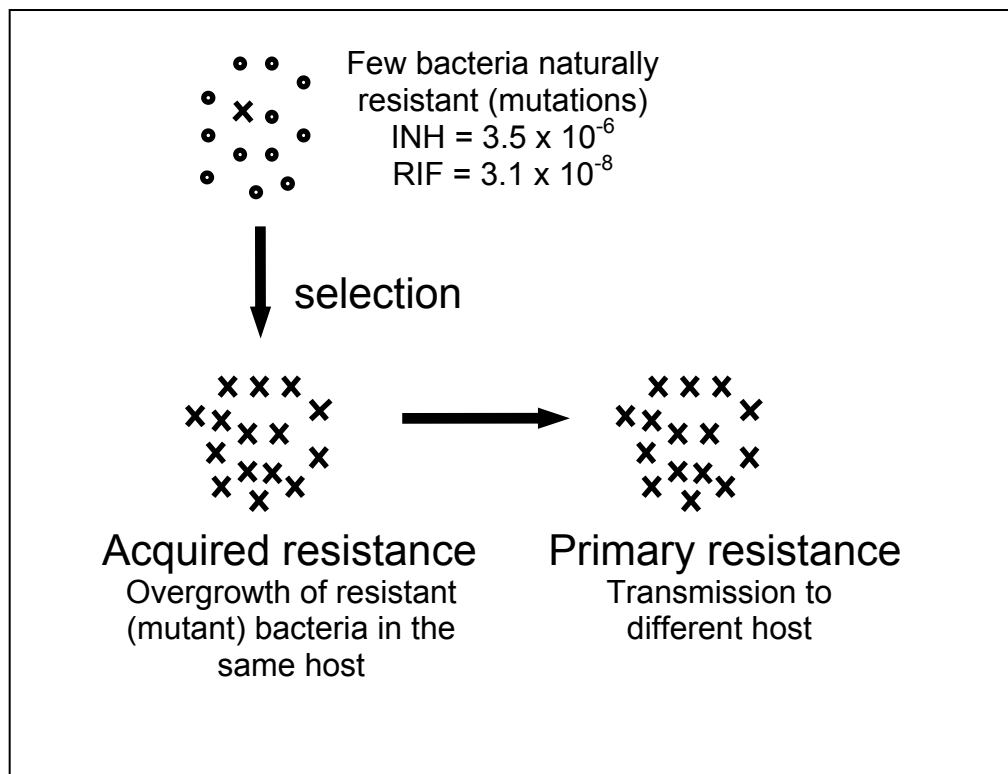 Few bacteria naturally
resistant (mutations)
INH = 3.5 x 10⁻⁶
RIF = 3.1 x 10⁻⁸
selection
Acquired resistance
Overgrowth of resistant
(mutant) bacteria in the
same host
Primary resistance
Transmission to
different host